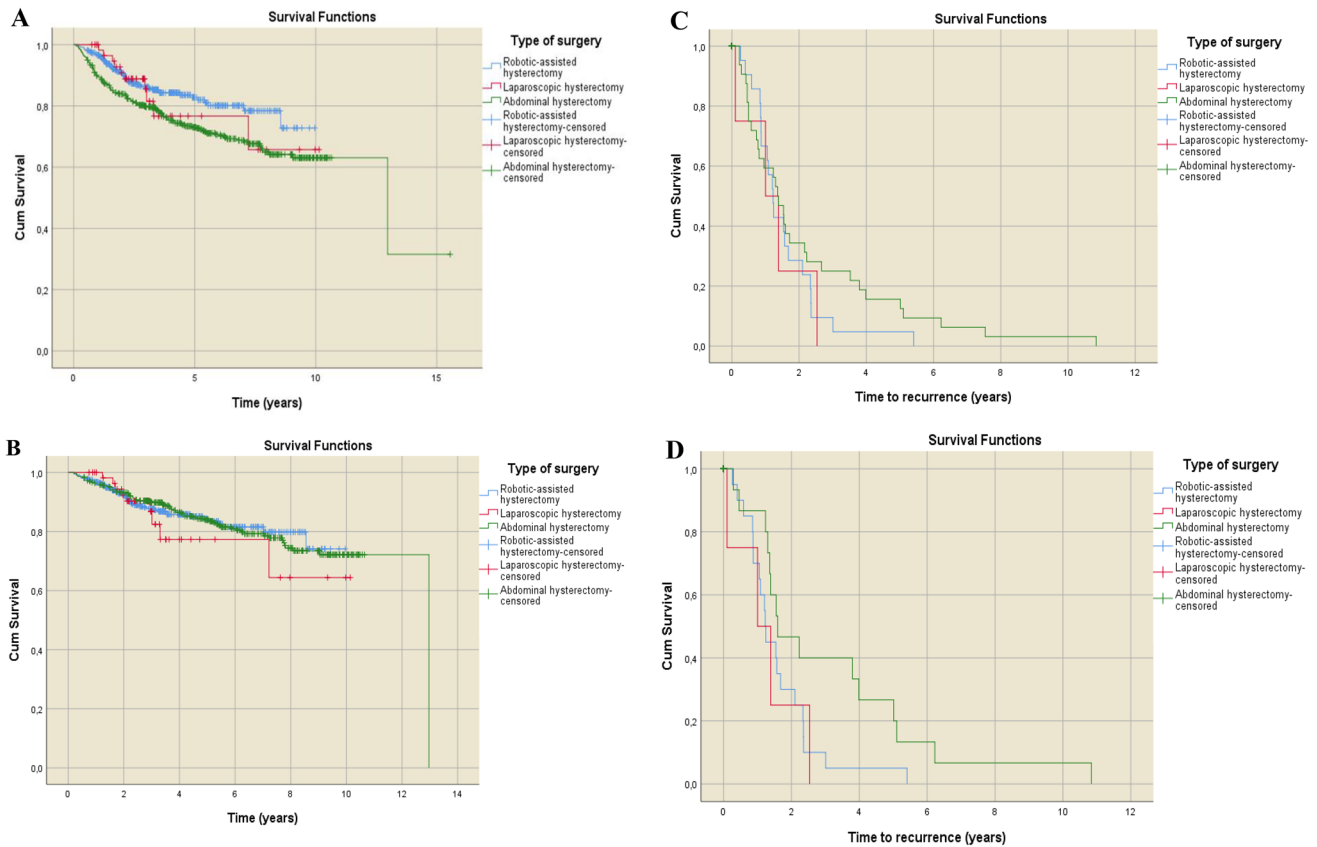 A
Survival Functions
Cum Survival
1,0
0,8
0,6
0,4
0,2
0,0
0
5
10
15
Time (years)
Type of surgery
Robotic-assisted
hysterectomy
Laparoscopic hysterectomy
Abdominal hysterectomy
Robotic-assisted
hysterectomy-censored
Laparoscopic hysterectomy-
censored
Abdominal hysterectomy-
censored
C
Survival Functions
Cum Survival
1,0
0,8
0,6
0,4
0,2
0,0
0
2
4
6
8
10
12
Time to recurrence (years)
Type of surgery
Robotic-assisted
hysterectomy
Laparoscopic hysterectomy
Abdominal hysterectomy
Robotic-assisted
hysterectomy-censored
Laparoscopic hysterectomy-
censored
Abdominal hysterectomy-
censored
B
Survival Functions
Cum Survival
1,0
0,8
0,6
0,4
0,2
0,0
0
2
4
6
8
10
12
14
Time (years)
Type of surgery
Robotic-assisted
hysterectomy
Laparoscopic hysterectomy
Abdominal hysterectomy
Robotic-assisted
hysterectomy-censored
Laparoscopic hysterectomy-
censored
Abdominal hysterectomy-
censored
D
Survival Functions
Cum Survival
1,0
0,8
0,6
0,4
0,2
0,0
0
2
4
6
8
10
12
Time to recurrence (years)
Type of surgery
Robotic-assisted
hysterectomy
Laparoscopic hysterectomy
Abdominal hysterectomy
Robotic-assisted
hysterectomy-censored
Laparoscopic hysterectomy-
censored
Abdominal hysterectomy-
censored